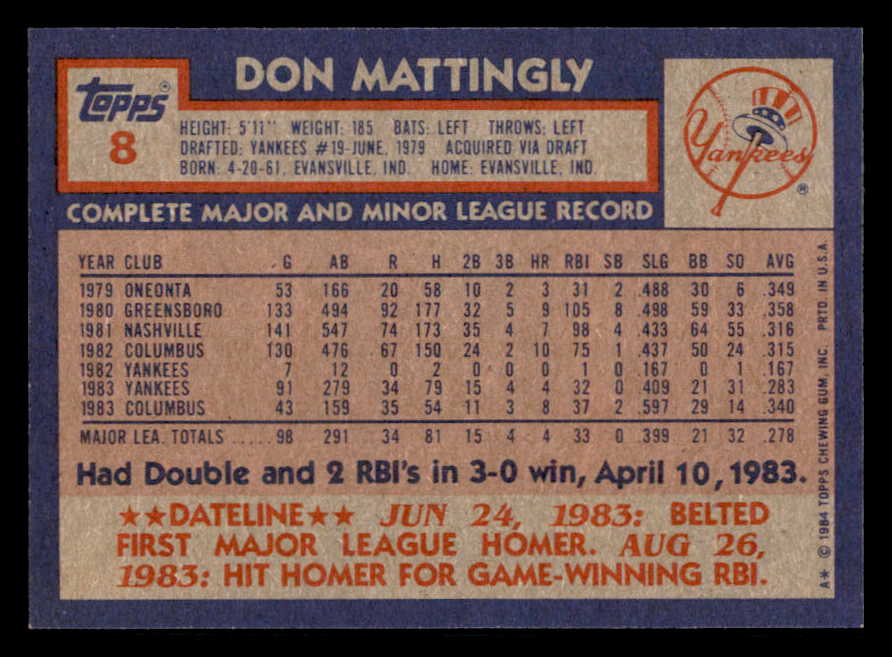 DON MATTINGLY
topps®
8
HEIGHT: 5'11" WEIGHT: 185 BATS: LEFT THROWS: LEFT
DRAFTED: YANKEES #19-JUNE, 1979 ACQUIRED VIA DRAFT
BORN: 4-20-61, EVANSVILLE, IND. HOME: EVANSVILLE, IND.
Yankees
®
COMPLETE MAJOR AND MINOR LEAGUE RECORD
YEAR CLUB G AB R H 2B 3B HR RBI SB SLG BB SO AVG
1979 ONEONTA 53 166 20 58 10 2 3 31 2 .488 30 6 .349
1980 GREENSBORO 133 494 92 177 32 5 9 105 8 .498 59 33 .358
1981 NASHVILLE 141 547 74 173 35 4 7 98 4 .433 64 55 .316
1982 COLUMBUS 130 476 67 150 24 2 10 75 1 .437 50 24 .315
1982 YANKEES 7 12 0 2 0 0 0 1 0 .167 0 1 .167
1983 YANKEES 91 279 34 79 15 4 4 32 0 .409 21 31 .283
1983 COLUMBUS 43 159 35 54 11 3 8 37 2 .597 29 14 .340
MAJOR LEA. TOTALS ..... 98 291 34 81 15 4 4 33 0 .399 21 32 .278
Had Double and 2 RBI's in 3-0 win, April 10, 1983.
★★DATELINE★★ JUN 24, 1983: BELTED
FIRST MAJOR LEAGUE HOMER. AUG 26,
1983: HIT HOMER FOR GAME-WINNING RBI.
A* © 1984 TOPPS CHEWING GUM, INC. PRTD. IN U.S.A.